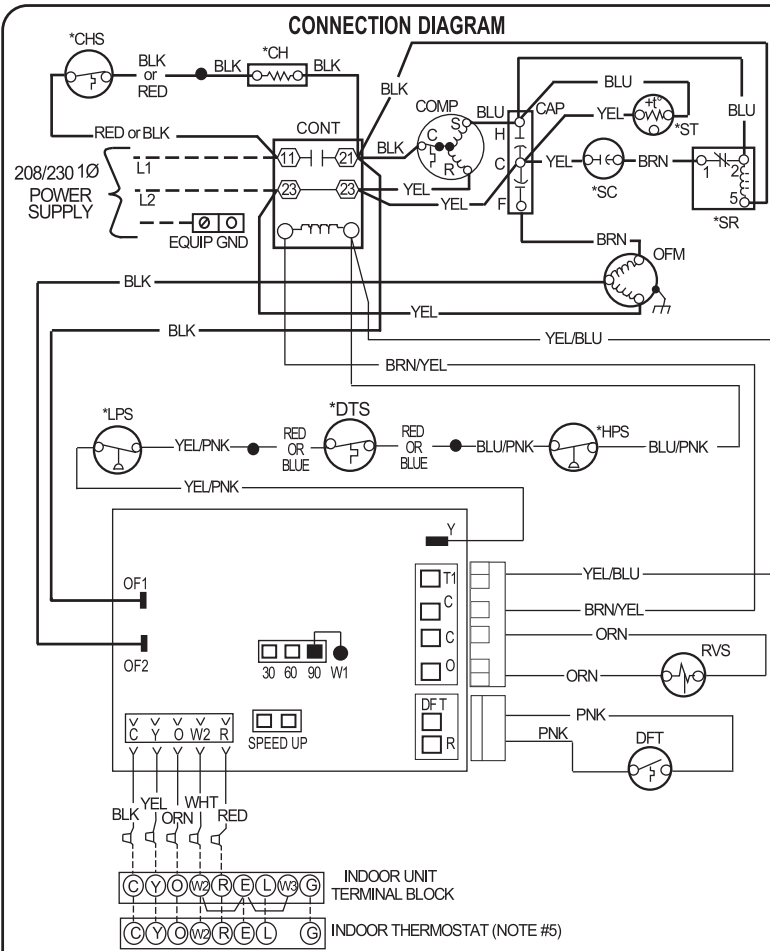 CONNECTION DIAGRAM
*CHS
BLK
or
RED
BLK
*CH
BLK
BLK
RED or BLK
CONT
11
21
23
23
208/230 1Ø
POWER
SUPPLY
L1
L2
EQUIP GND
COMP
BLK
C
S
R
YEL
YEL
BLU
CAP
H
C
F
BLU
YEL
+t°
*ST
YEL
*SC
BRN
BLU
1
2
5
*SR
BRN
OFM
BLK
YEL
BLK
YEL/BLU
BRN/YEL
*LPS
YEL/PNK
RED
OR
BLUE
*DTS
RED
OR
BLUE
BLU/PNK
*HPS
BLU/PNK
YEL/PNK
Y
OF1
OF2
30 60 90 W1
SPEED UP
T1
C
C
O
DFT
R
YEL/BLU
BRN/YEL
ORN
ORN
RVS
PNK
PNK
DFT
C Y O W2 R
BLK
YEL
ORN
WHT
RED
C Y O W2 R E L W3 G
INDOOR UNIT
TERMINAL BLOCK
C Y O W2 R E L G
INDOOR THERMOSTAT (NOTE #5)